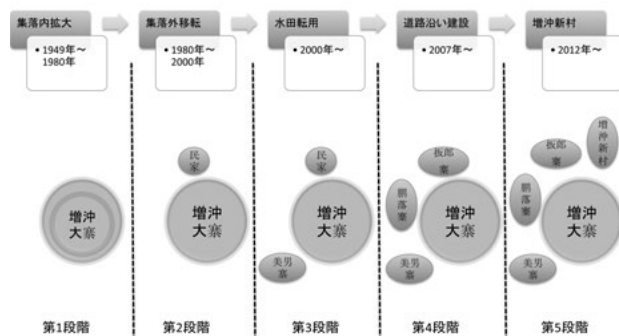 集落内拡大
集落外移転
水田転用
道路沿い建設
増沖新村
• 1949年～
1980年
• 1980年～
2000年
• 2000年～
• 2007年～
• 2012年～
増沖
大寨
民
家
増沖
大寨
民
家
増沖
大寨
美男
寨
板郎
寨
鵬
落
寨
増沖
大寨
美男
寨
増
沖
新
村
板郎
寨
鵬
落
寨
増沖
大寨
美男
寨
第1段階
第2段階
第3段階
第4段階
第5段階